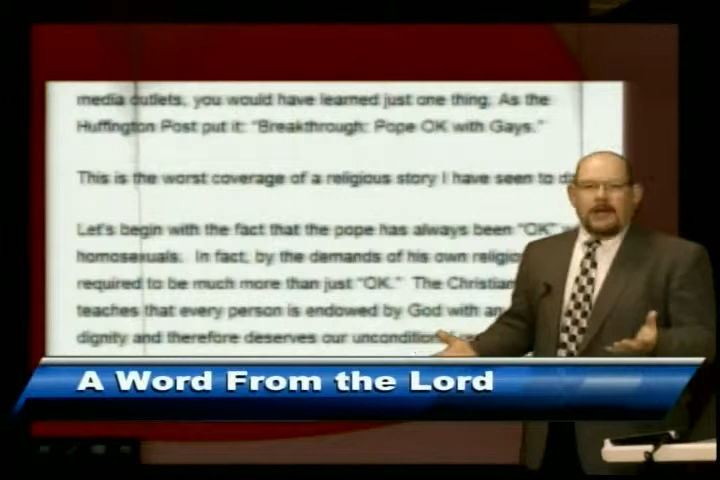 media outlets, you would have learned just one thing. As the
Huffington Post put it: "Breakthrough: Pope OK with Gays."
This is the worst coverage of a religious story I have seen to
Let's begin with the fact that the pope has always been "OK"
homosexuals. In fact, by the demands of his own
required to be much more than just "OK." The Christian
teaches that every person is endowed by God with an
dignity and therefore deserves our
A Word From the Lord